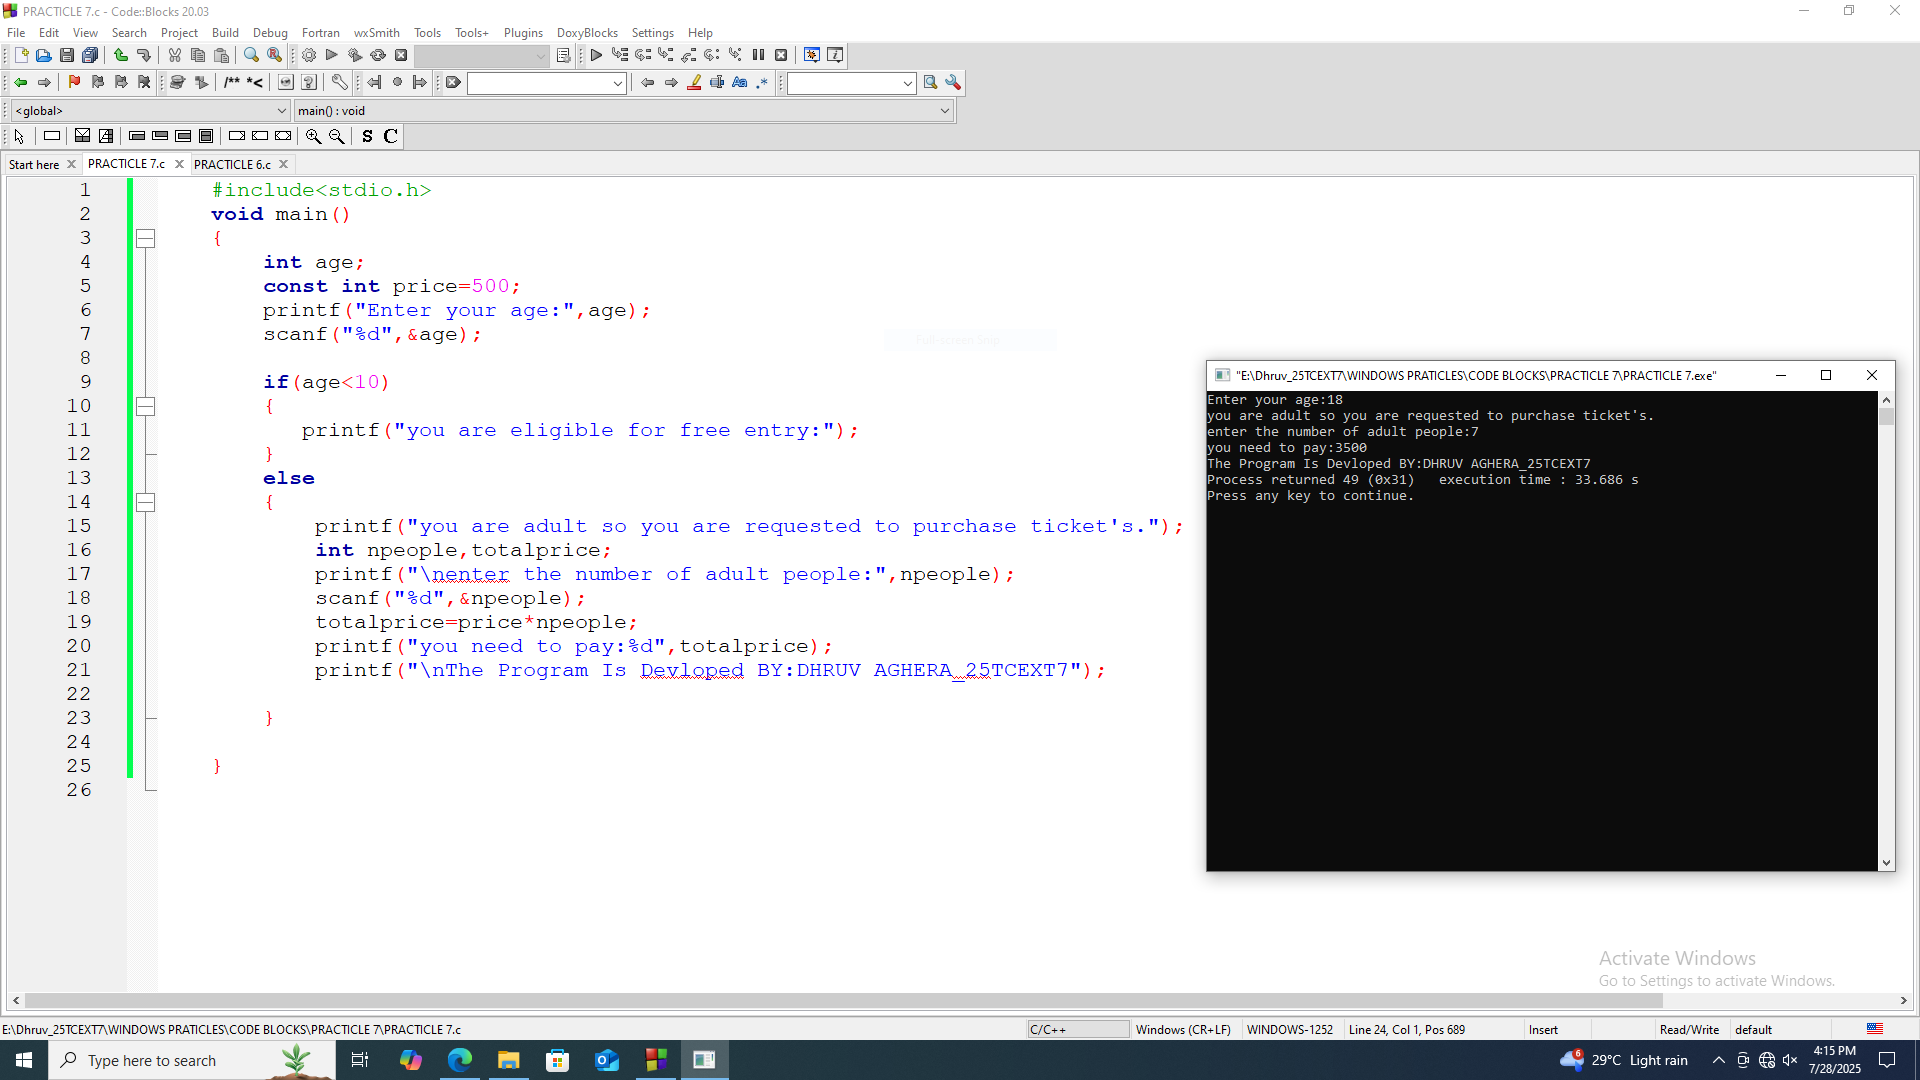 PRACTICLE 7.c - Code::Blocks 20.03
File Edit View Search Project Build Debug Fortran wxSmith Tools Tools+ Plugins DoxyBlocks Settings Help
/** *< Aa .*
<global> main() : void
S C
Start here PRACTICLE 7.c PRACTICLE 6.c
1 #include<stdio.h>
2 void main()
3 {
4 int age;
5 const int price=500;
6 printf("Enter your age:",age);
7 scanf("%d",&age);
8
9 if(age<10)
10 {
11 printf("you are eligible for free entry:");
12 }
13 else
14 {
15 printf("you are adult so you are requested to purchase ticket's.");
16 int npeople,totalprice;
17 printf("\nenter the number of adult people:",npeople);
18 scanf("%d",&npeople);
19 totalprice=price*npeople;
20 printf("you need to pay:%d",totalprice);
21 printf("\nThe Program Is Devloped BY:DHRUV AGHERA_25TCEXT7");
22
23 }
24
25 }
26
Full-screen Snip
"E:\Dhruv_25TCEXT7\WINDOWS PRATICLES\CODE BLOCKS\PRACTICLE 7\PRACTICLE 7.exe"
Enter your age:18
you are adult so you are requested to purchase ticket's.
enter the number of adult people:7
you need to pay:3500
The Program Is Devloped BY:DHRUV AGHERA_25TCEXT7
Process returned 49 (0x31)   execution time : 33.686 s
Press any key to continue.
Activate Windows
Go to Settings to activate Windows.
E:\Dhruv_25TCEXT7\WINDOWS PRATICLES\CODE BLOCKS\PRACTICLE 7\PRACTICLE 7.c C/C++ Windows (CR+LF) WINDOWS-1252 Line 24, Col 1, Pos 689 Insert Read/Write default
Type here to search 6 29°C Light rain 4:15 PM
7/28/2025